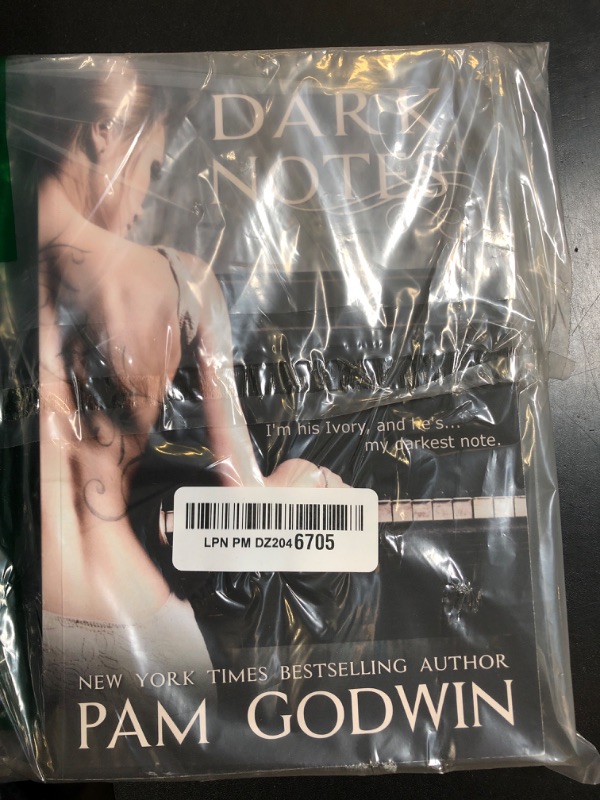 DARK
NOTES
I'm his Ivory, and he's...
my darkest note.
LPN PM DZ204 6705
NEW YORK TIMES BESTSELLING AUTHOR
PAM GODWIN